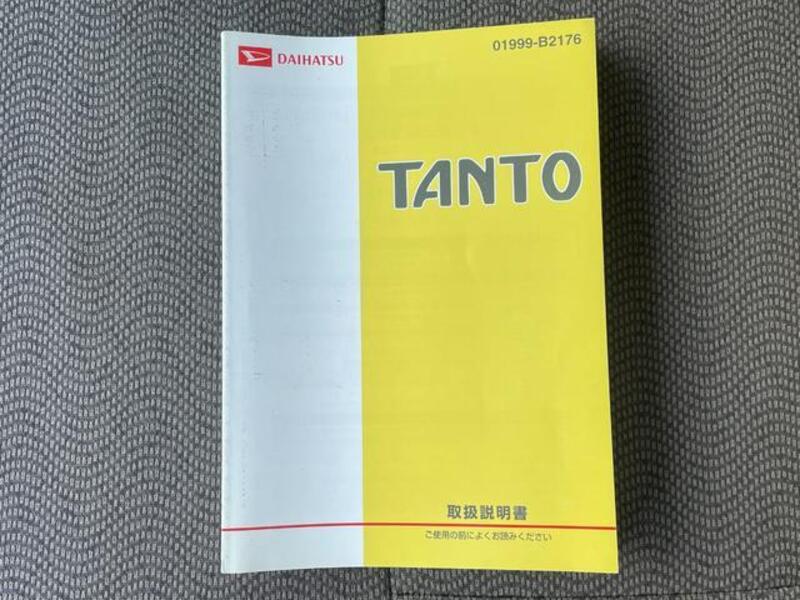 DAIHATSU
01999-B2176
TANTO
取扱説明書
ご使用の前によくお読みください